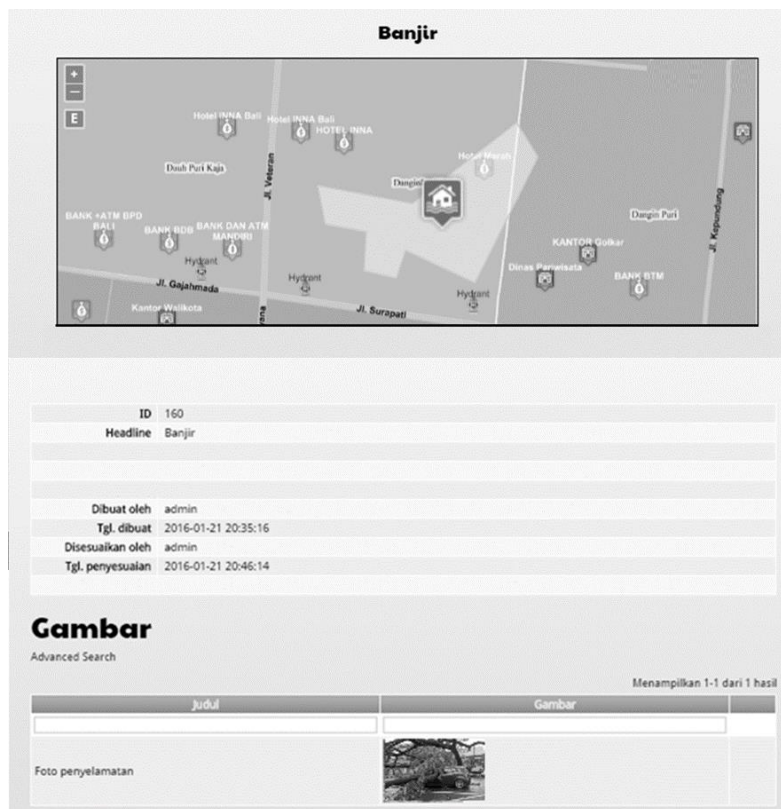 Banjir
+
–
E
Hotel INNA Bali
Hotel INNA Bali
HOTEL INNA
Hotel Merah
Dauh Puri Kaja
Jl. Veteran
Dangin Puri
BANK +ATM BPD
BALI
BANK BDB
BANK DAN ATM
MANDIRI
KANTOR Golkar
Dinas Pariwisata
BANK BTM
Jl. Kepundung
Hydrant
Hydrant
Hydrant
Jl. Gajahmada
Jl. Surapati
Kantor Walikota
ID 160
Headline Banjir
Dibuat oleh admin
Tgl. dibuat 2016-01-21 20:35:16
Disesuaikan oleh admin
Tgl. penyesuaian 2016-01-21 20:46:14
Gambar
Advanced Search
Menampilkan 1-1 dari 1 hasil
Judul Gambar
Foto penyelamatan